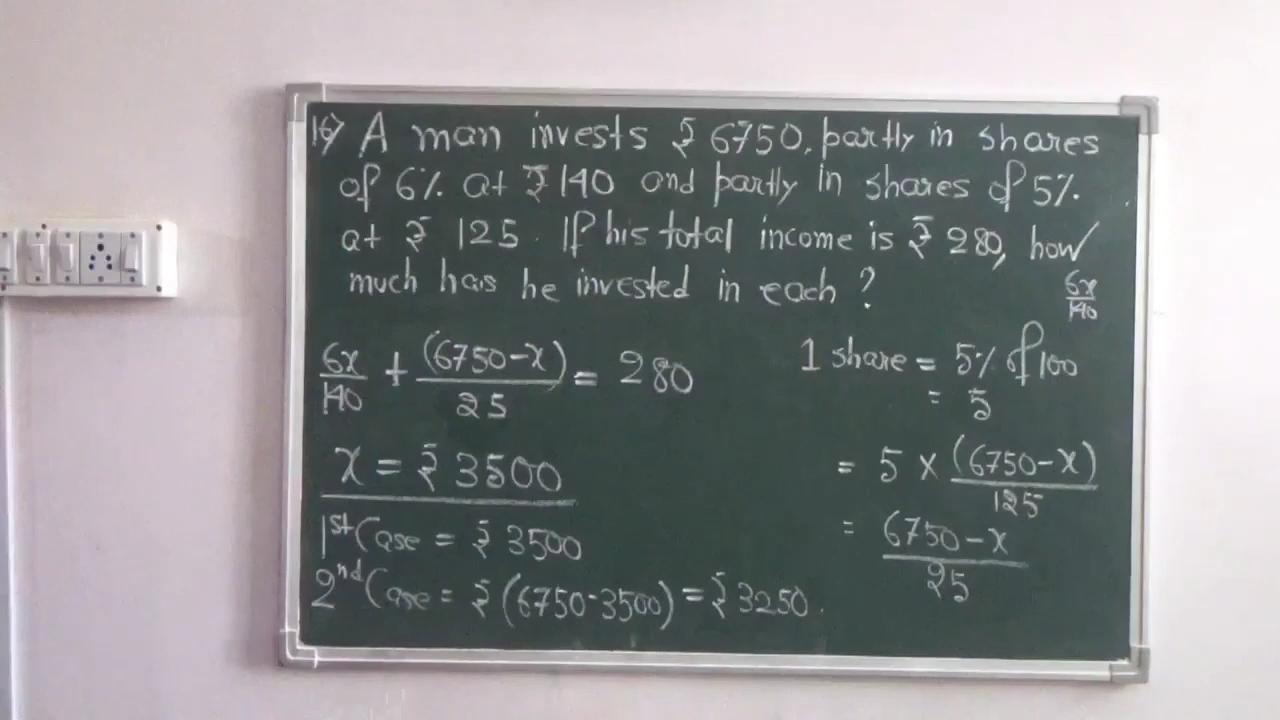 16) A man invests ₹ 6750, partly in shares
of 6% at ₹ 140 and partly in shares of 5%
at ₹ 125. If his total income is ₹ 280, how
much has he invested in each?
6x/140
6x/140 + (6750-x)/25 = 280
x = ₹ 3500
1st Case = ₹ 3500
2nd Case = ₹ (6750-3500) = ₹ 3250.
1 share = 5% of 100
= 5
= 5 × (6750-x)/125
= 6750-x/25